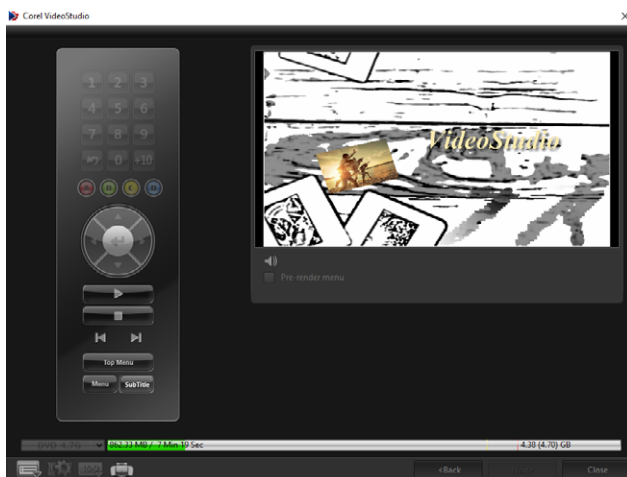 Corel VideoStudio
1 2 3
4 5 6
7 8 9
0 +10
VideoStudio
Pre-render menu
Top Menu
Menu SubTitle
DVD 4.7G 862.33 MB / 7 Min 19 Sec 4.38 (4.70) GB
<Back Close